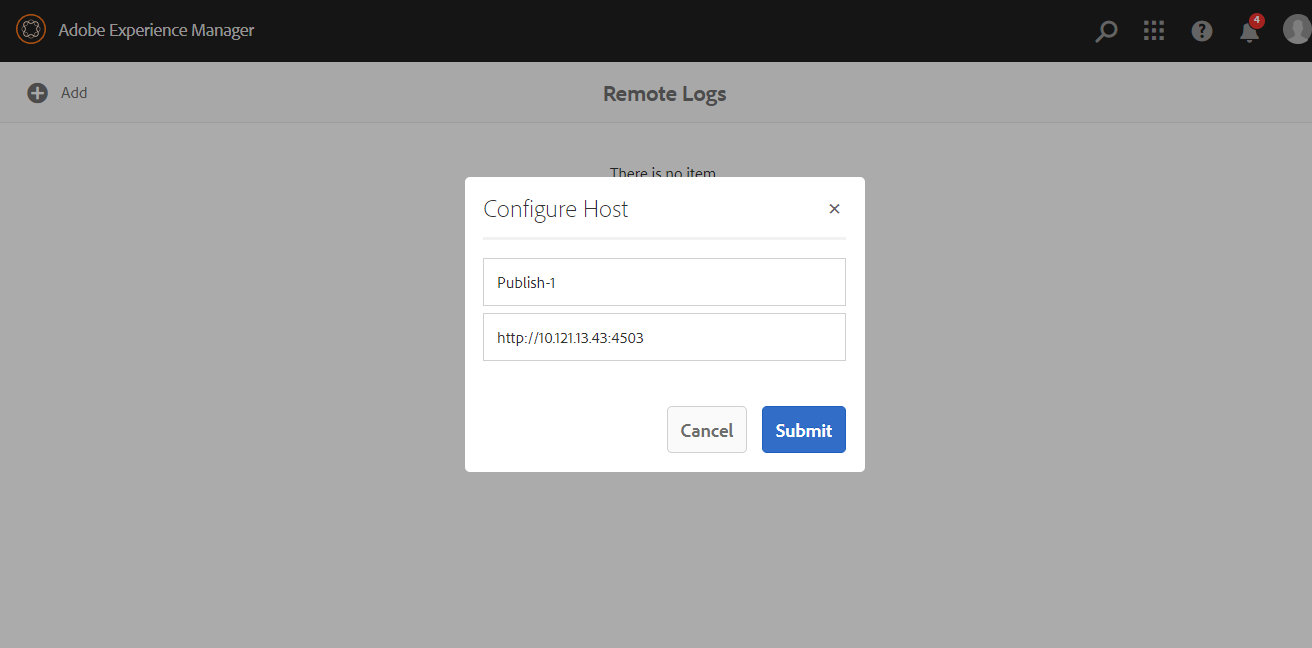 Adobe Experience Manager
?
4
Add
Remote Logs
There is no item
Configure Host
Publish-1
http://10.121.13.43:4503
Cancel
Submit